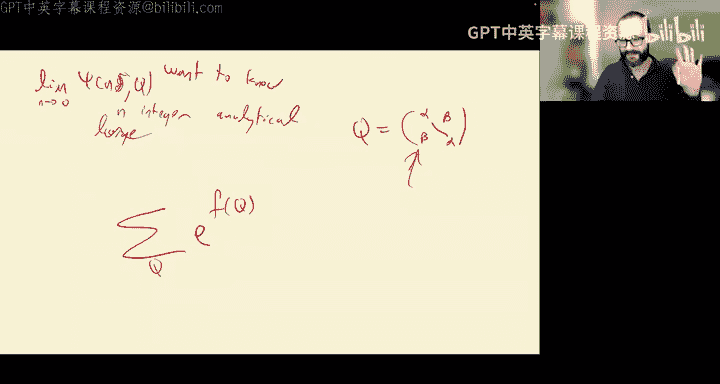 GPT中英字幕课程资源@bilibili.com
GPT中英字幕课程资源 bilibili
lim n→0 Ψ(nδ, Q) want to know
n integer analytical
large
Q = ( α β
β α )
∑ e^{f(Q)}
Q